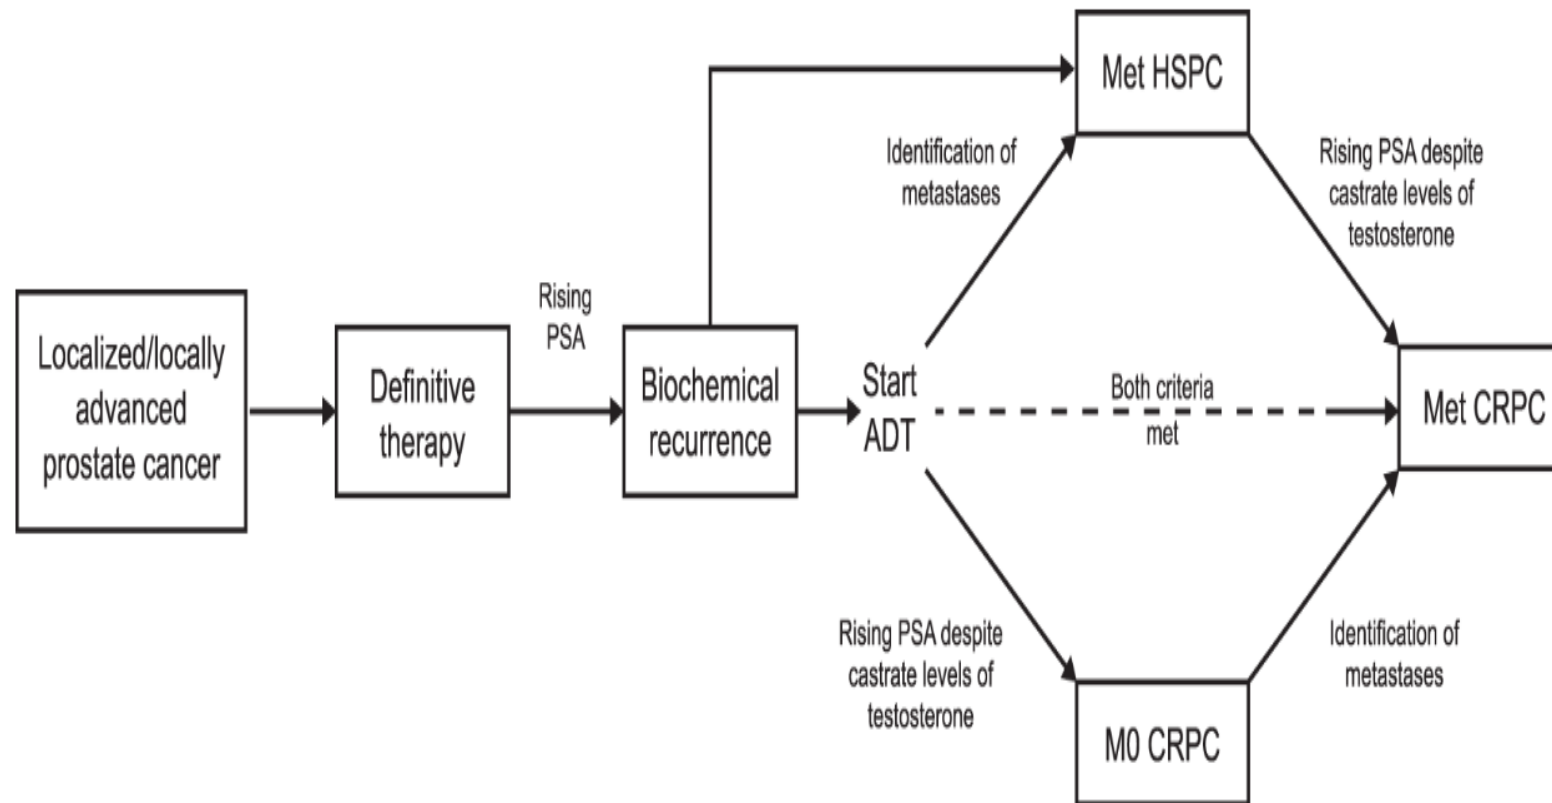 Localized/locally
advanced
prostate cancer
Definitive
therapy
Rising
PSA
Biochemical
recurrence
Start
ADT
Identification of
metastases
Met HSPC
Rising PSA despite
castrate levels of
testosterone
Both criteria
met
Met CRPC
Rising PSA despite
castrate levels of
testosterone
M0 CRPC
Identification of
metastases